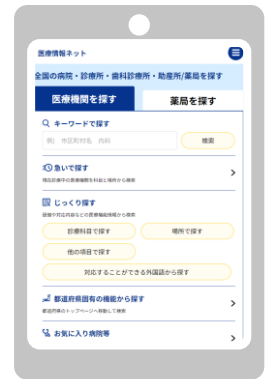 医療情報ネット
全国の病院・診療所・歯科診療所・助産所/薬局を探す
医療機関を探す
薬局を探す
キーワードで探す
例) 市区町村名 内科
検索
急いで探す
現在診療中の医療機関を科目と場所から検索
じっくり探す
設備や対応内容などの医療機能情報から検索
診療科目で探す
場所で探す
他の項目で探す
対応することができる外国語から探す
都道府県固有の機能から探す
都道府県のトップページへ移動して検索
お気に入り病院等